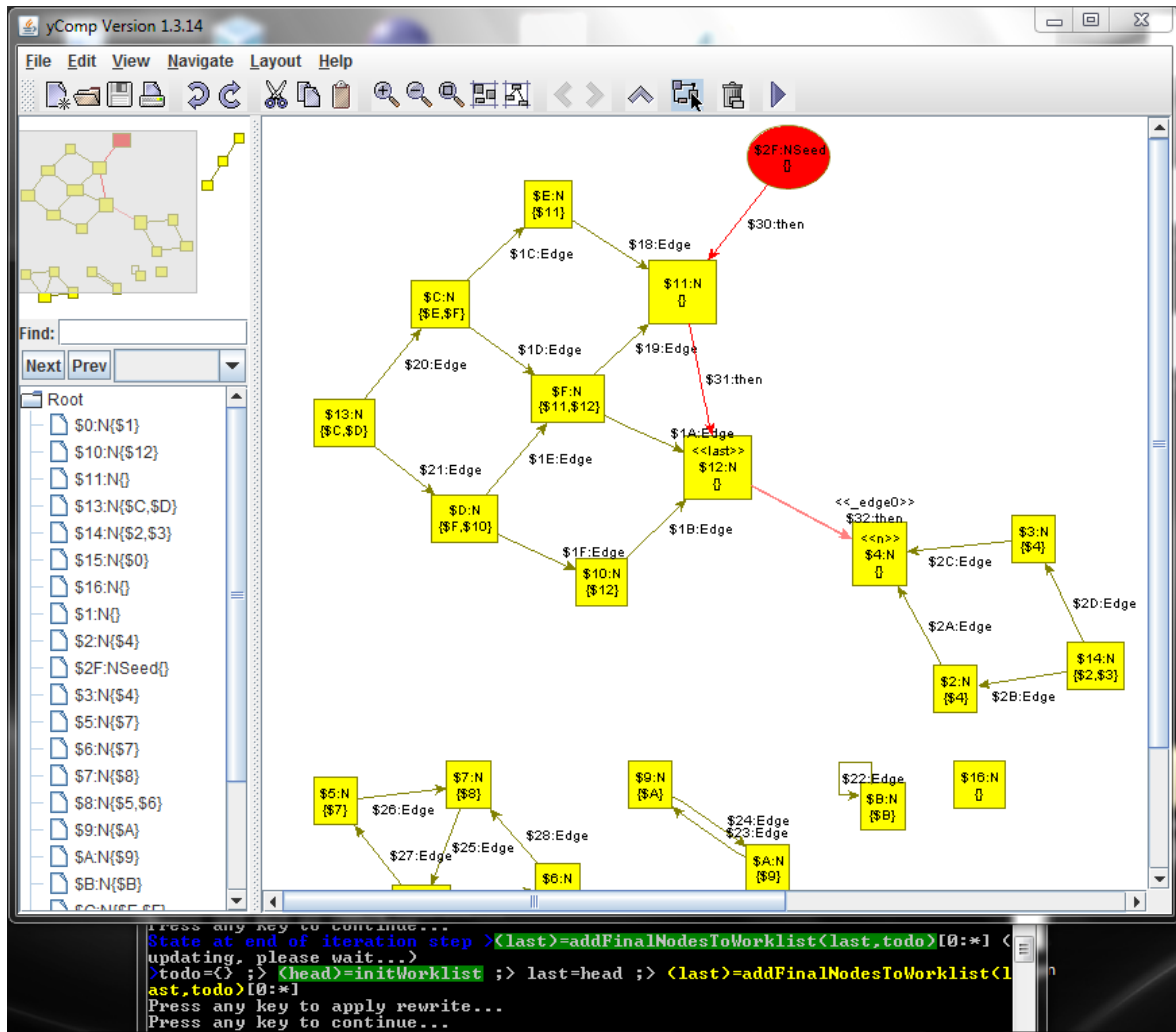 yComp Version 1.3.14
File Edit View Navigate Layout Help
$2F:NSeed
{}
$30:then
$E:N
{$11}
$18:Edge
$1C:Edge
$11:N
{}
$C:N
{$E,$F}
$1D:Edge
$19:Edge
$20:Edge
$31:then
$F:N
{$11,$12}
$13:N
{$C,$D}
$1A:Edge
<<last>>
$12:N
{}
$1E:Edge
$21:Edge
<<_edge0>>
$32:then
$D:N
{$F,$10}
$1B:Edge
<<n>>
$4:N
{}
$3:N
{$4}
$1F:Edge
$2C:Edge
$10:N
{$12}
$2D:Edge
$2A:Edge
$14:N
{$2,$3}
$2:N
{$4}
$2B:Edge
$5:N
{$7}
$7:N
{$8}
$9:N
{$A}
$22:Edge
$B:N
{$B}
$16:N
{}
$26:Edge
$24:Edge
$23:Edge
$28:Edge
$25:Edge
$27:Edge
$6:N
$A:N
{$9}
Find:
Next Prev
Root
$0:N{$1}
$10:N{$12}
$11:N{}
$13:N{$C,$D}
$14:N{$2,$3}
$15:N{$0}
$16:N{}
$1:N{}
$2:N{$4}
$2F:NSeed{}
$3:N{$4}
$5:N{$7}
$6:N{$7}
$7:N{$8}
$8:N{$5,$6}
$9:N{$A}
$A:N{$9}
$B:N{$B}
$C:N{$E,$F}
Press any key to continue...
State at end of iteration step >(last)=addFinalNodesToWorklist(last,todo)[0:*] (
updating, please wait...)
>todo={} ;> (head)=initWorklist ;> last=head ;> (last)=addFinalNodesToWorklist(l
ast,todo)[0:*]
Press any key to apply rewrite...
Press any key to continue...